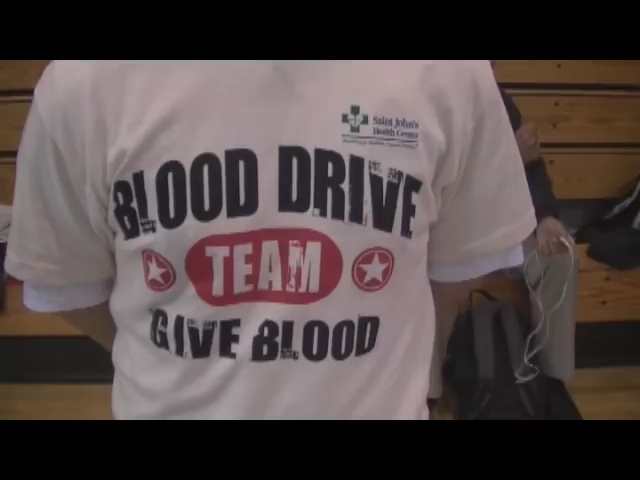 Saint John's
Health Center
BLOOD DRIVE
TEAM
GIVE BLOOD